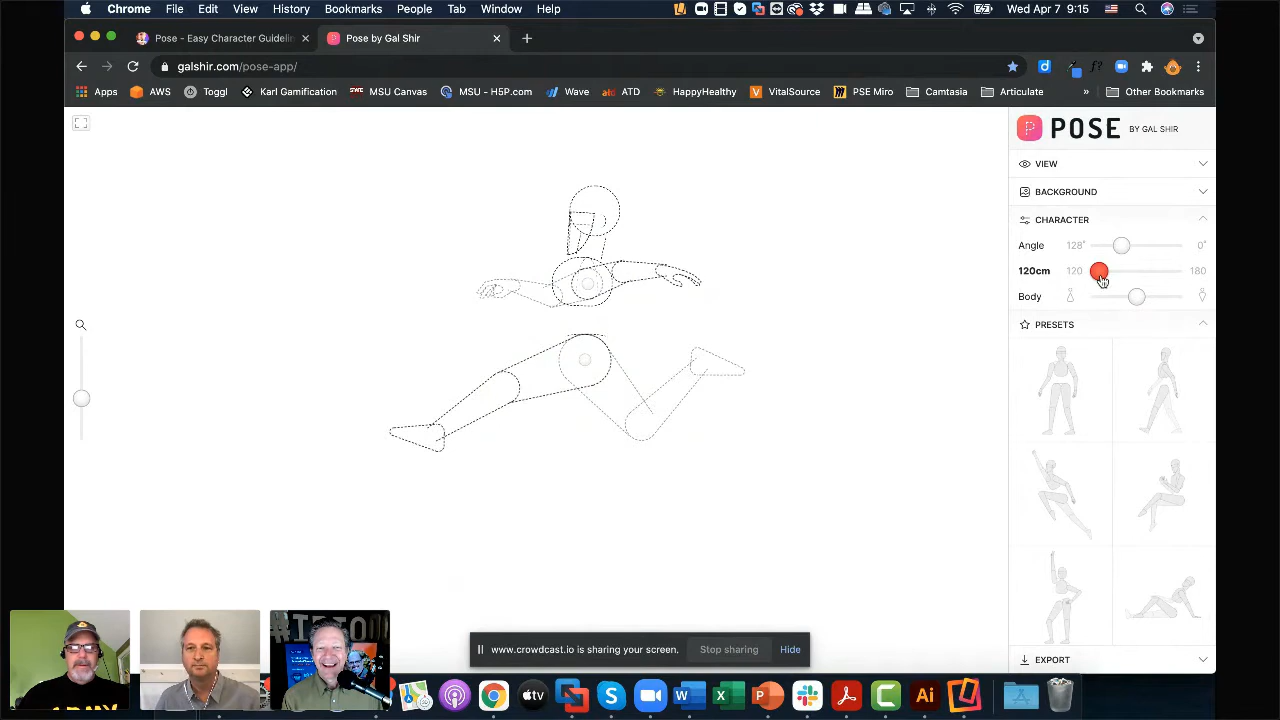 Chrome File Edit View History Bookmarks People Tab Window Help Wed Apr 7 9:15
Pose - Easy Character Guidelin Pose by Gal Shir
galshir.com/pose-app/
Apps AWS Toggl Karl Gamification MSU Canvas MSU - H5P.com Wave ATD HappyHealthy VitalSource PSE Miro Camtasia Articulate » Other Bookmarks
POSE BY GAL SHIR
VIEW
BACKGROUND
CHARACTER
Angle 128° 0°
120cm 120 180
Body
PRESETS
EXPORT
www.crowdcast.io is sharing your screen. Stop sharing Hide